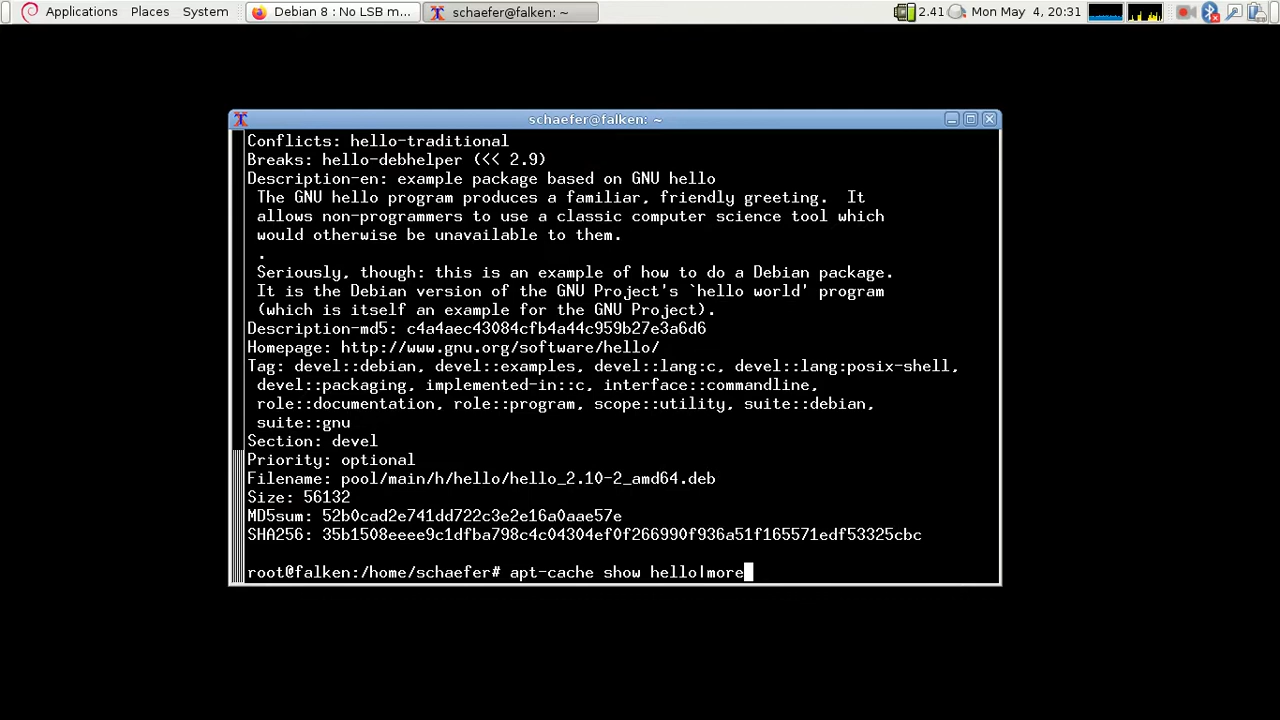 Applications Places System Debian 8 : No LSB m... schaefer@falken: ~ 2.41 Mon May 4, 20:31
schaefer@falken: ~
Conflicts: hello-traditional
Breaks: hello-debhelper (<< 2.9)
Description-en: example package based on GNU hello
The GNU hello program produces a familiar, friendly greeting.  It
allows non-programmers to use a classic computer science tool which
would otherwise be unavailable to them.
.
Seriously, though: this is an example of how to do a Debian package.
It is the Debian version of the GNU Project's `hello world' program
(which is itself an example for the GNU Project).
Description-md5: c4a4aec43084cfb4a44c959b27e3a6d6
Homepage: http://www.gnu.org/software/hello/
Tag: devel::debian, devel::examples, devel::lang:c, devel::lang:posix-shell,
devel::packaging, implemented-in::c, interface::commandline,
role::documentation, role::program, scope::utility, suite::debian,
suite::gnu
Section: devel
Priority: optional
Filename: pool/main/h/hello/hello_2.10-2_amd64.deb
Size: 56132
MD5sum: 52b0cad2e741dd722c3e2e16a0aae57e
SHA256: 35b1508eeee9c1dfba798c4c04304ef0f266990f936a51f165571edf53325cbc
root@falken:/home/schaefer# apt-cache show hello|more